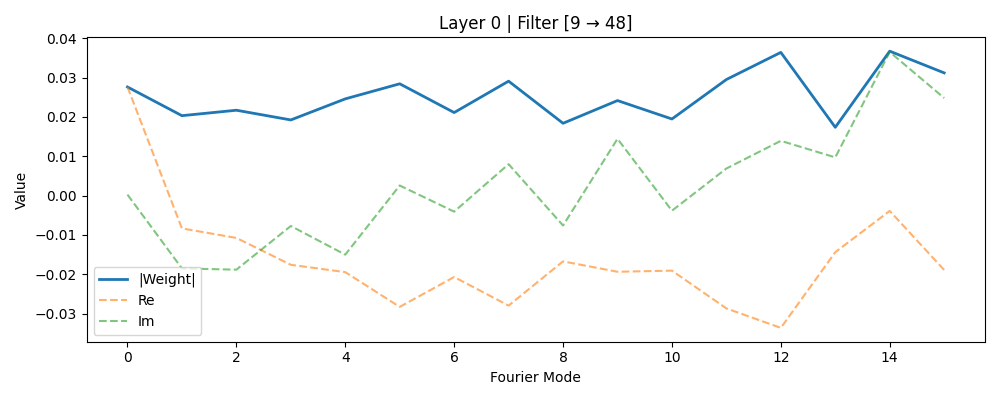 Layer 0 | Filter [9 → 48]
Value
0.04
0.03
0.02
0.01
0.00
−0.01
−0.02
−0.03
|Weight|
Re
Im
0 2 4 6 8 10 12 14
Fourier Mode